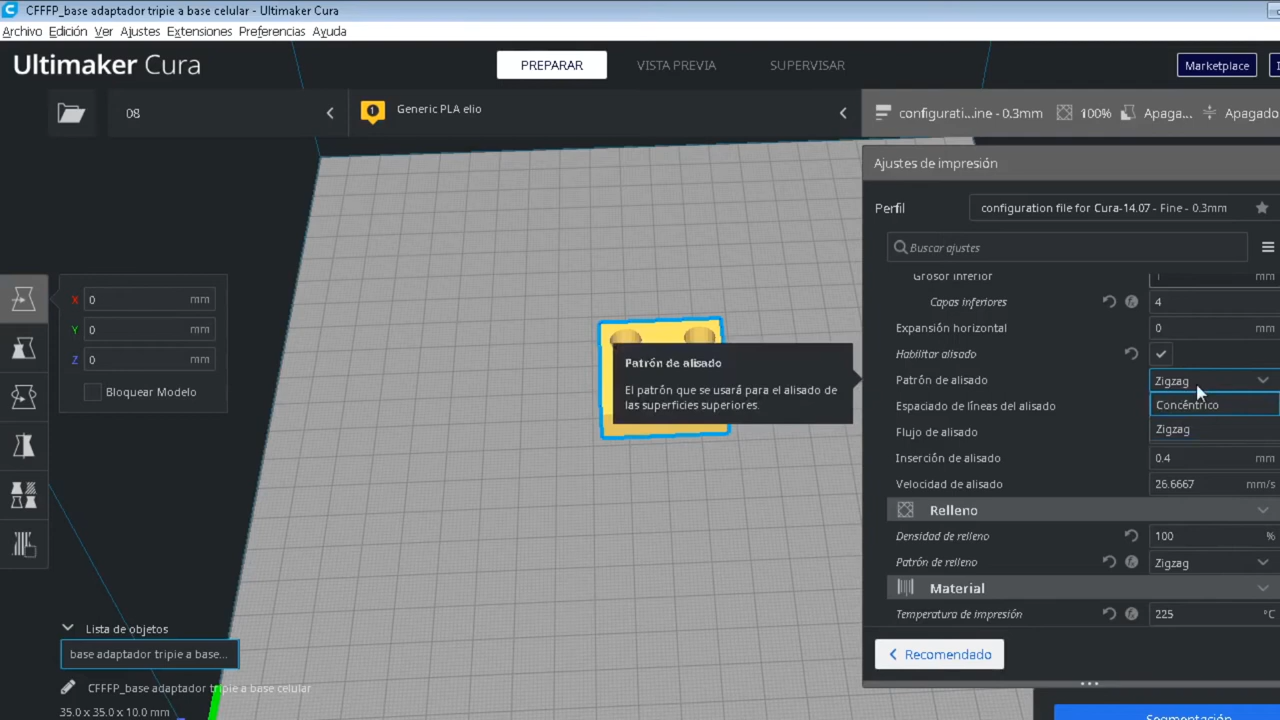 CFFFP_base adaptador tripie a base celular - Ultimaker Cura
Archivo Edición Ver Ajustes Extensiones Preferencias Ayuda
Ultimaker Cura
PREPARAR
VISTA PREVIA
SUPERVISAR
Marketplace
08
Generic PLA elio
configurati...ine - 0.3mm
100%
Apaga...
Apagado
Ajustes de impresión
Perfil
configuration file for Cura-14.07 - Fine - 0.3mm
Buscar ajustes
Grosor inferior
1 mm
Capas inferiores
4
Expansión horizontal
0 mm
Habilitar alisado
Patrón de alisado
Zigzag
Concéntrico
Zigzag
Espaciado de líneas del alisado
Flujo de alisado
Inserción de alisado
0.4 mm
Velocidad de alisado
26.6667 mm/s
Relleno
Densidad de relleno
100 %
Patrón de relleno
Zigzag
Material
Temperatura de impresión
225 °C
Recomendado
Segmentación
Patrón de alisado
El patrón que se usará para el alisado de
las superficies superiores.
X 0 mm
Y 0 mm
Z 0 mm
Bloquear Modelo
Lista de objetos
base adaptador tripie a base...
CFFFP_base adaptador tripie a base celular
35.0 x 35.0 x 10.0 mm